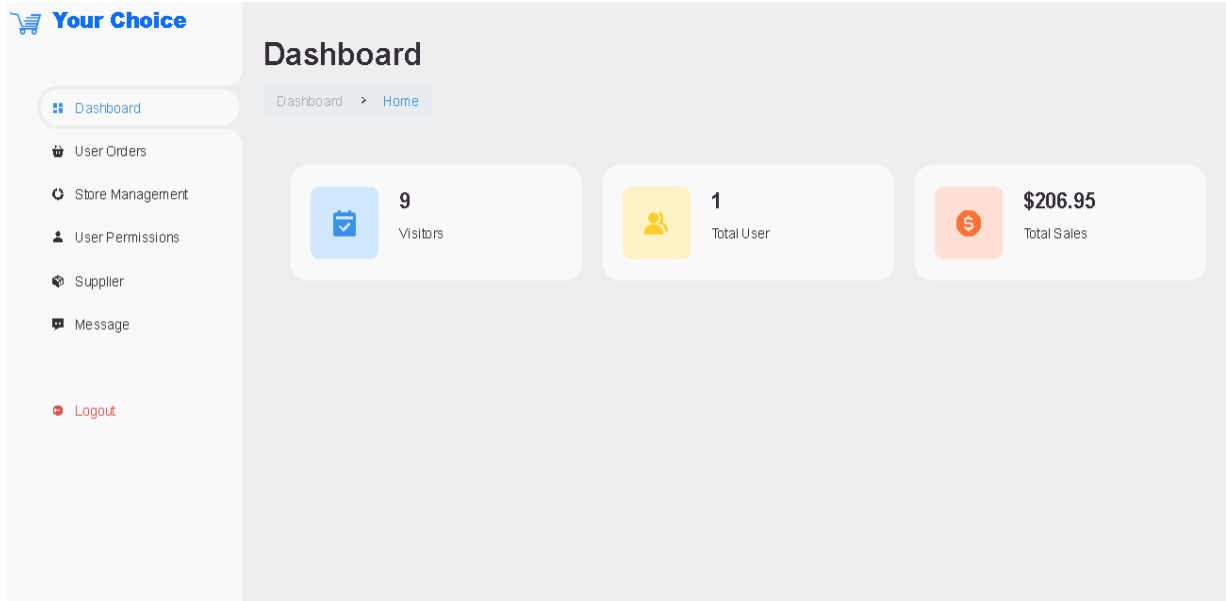 Your Choice
Dashboard
User Orders
Store Management
User Permissions
Supplier
Message
Logout
Dashboard
Dashboard > Home
9
Visitors
1
Total User
$206.95
Total Sales